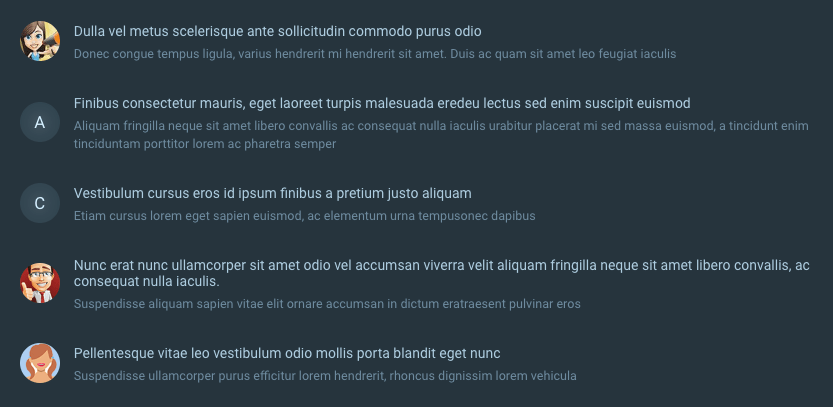 Dulla vel metus scelerisque ante sollicitudin commodo purus odio
Donec congue tempus ligula, varius hendrerit mi hendrerit sit amet. Duis ac quam sit amet leo feugiat iaculis
A
Finibus consectetur mauris, eget laoreet turpis malesuada eredeu lectus sed enim suscipit euismod
Aliquam fringilla neque sit amet libero convallis ac consequat nulla iaculis urabitur placerat mi sed massa euismod, a tincidunt enim
tinciduntam porttitor lorem ac pharetra semper
C
Vestibulum cursus eros id ipsum finibus a pretium justo aliquam
Etiam cursus lorem eget sapien euismod, ac elementum urna tempusonec dapibus
Nunc erat nunc ullamcorper sit amet odio vel accumsan viverra velit aliquam fringilla neque sit amet libero convallis, ac
consequat nulla iaculis.
Suspendisse aliquam sapien vitae elit ornare accumsan in dictum eratraesent pulvinar eros
Pellentesque vitae leo vestibulum odio mollis porta blandit eget nunc
Suspendisse ullamcorper purus efficitur lorem hendrerit, rhoncus dignissim lorem vehicula